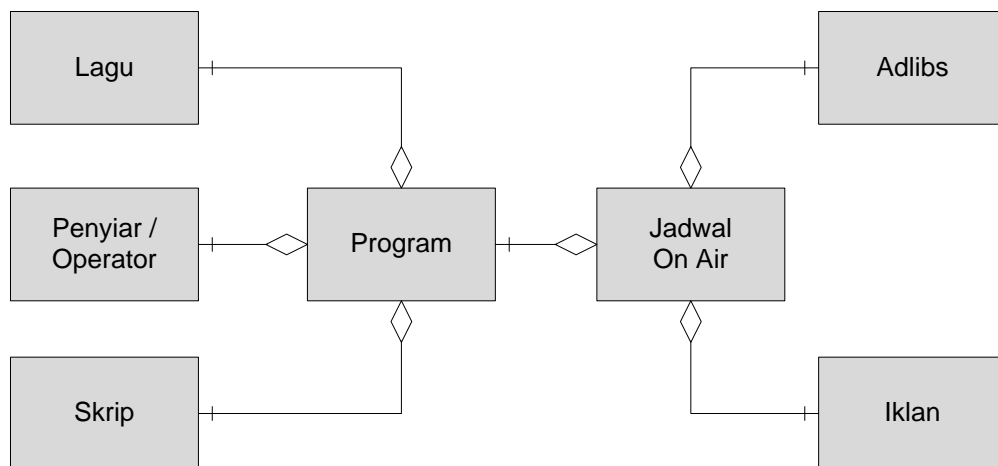 Lagu
Adlibs
Penyiar /
Operator
Program
Jadwal
On Air
Skrip
Iklan